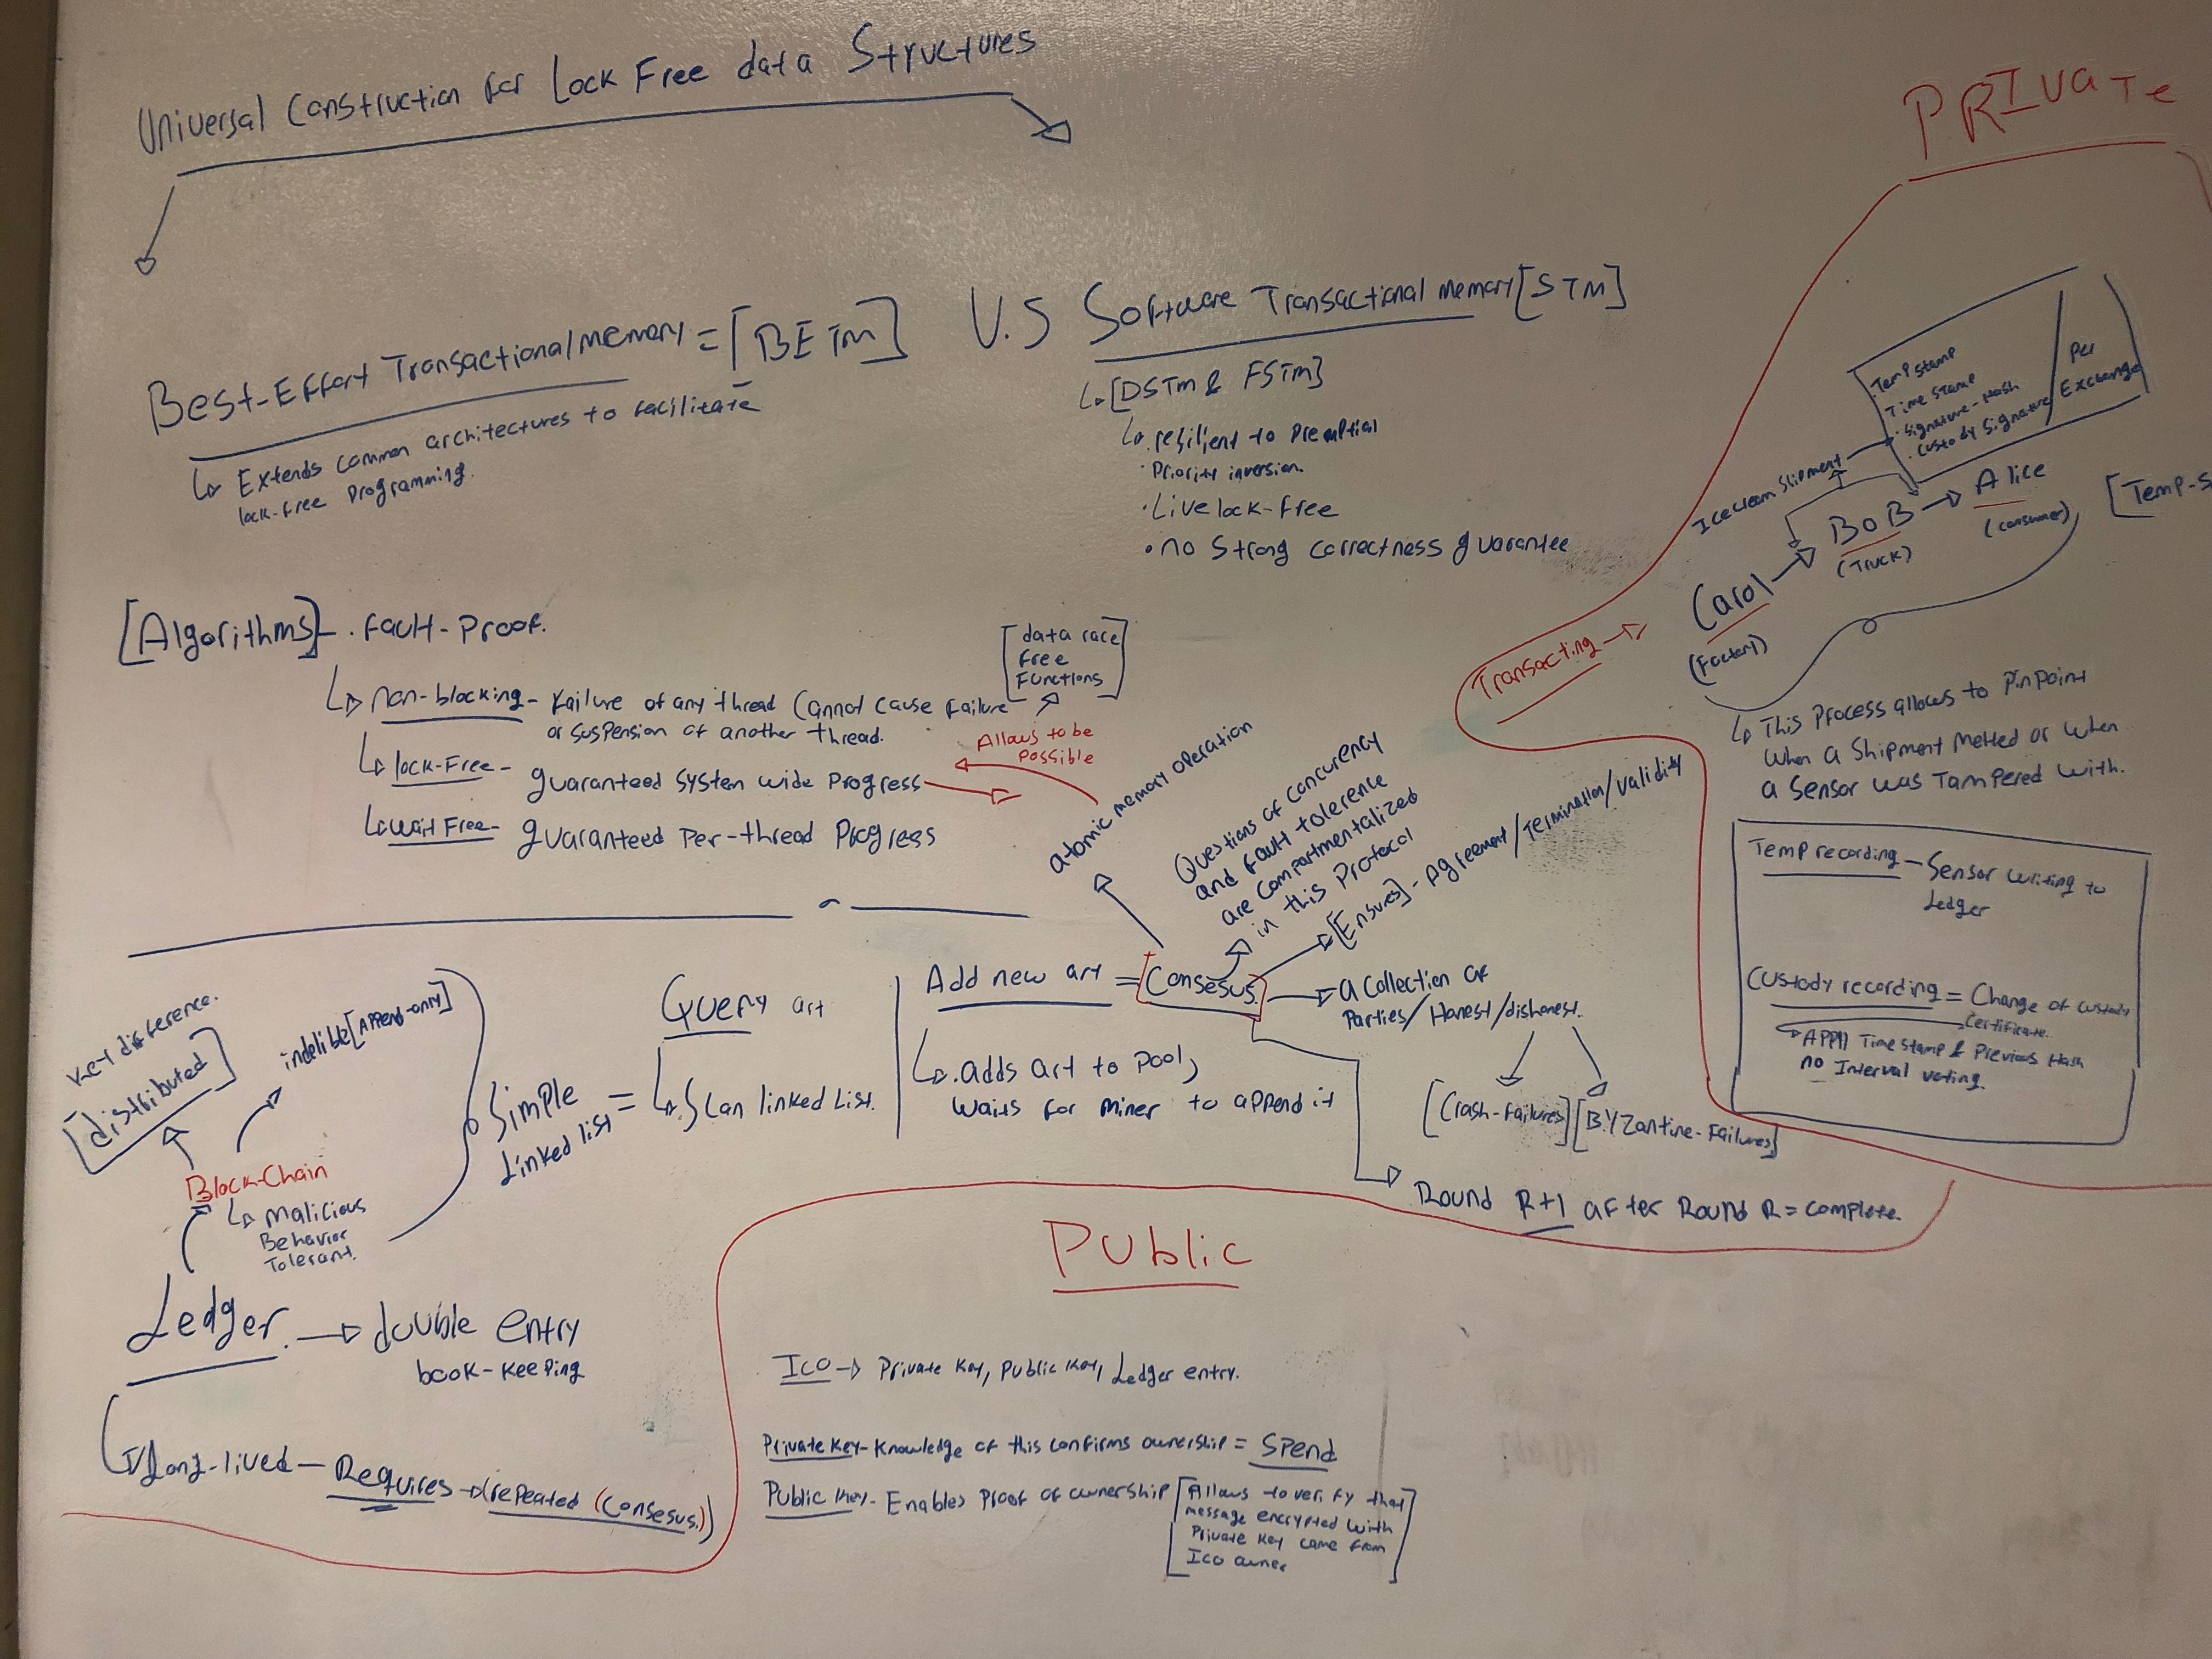 Universal Construction for Lock Free data Structures
Best-Effort Transactional memory = [BETM] V.S Software Transactional memory [STM]
Extends common architectures to facilitate
lock-free Programming.
[DSTM & FSTM]
resilient to Premptial
· Priority inversion.
· Live lock-free
· no Strong correctness guarantee
[Algorithms] - . fault-Proof.
non-blocking - failure of any thread Cannot cause failure
or suspension of another thread.
[data race
free
Functions]
lock-Free - guaranteed system wide Progress
Allows to be
Possible
wait Free - guaranteed Per-thread Progress
atomic memory operation
Questions of concurency
and fault tolerence
are compartmentalized
in this Protocol
[Ensures] - Agreement/Termination/validity
Key difference.
[distributed]
indelible [APPend-only]
Block-Chain
malicious
Behavior
Tolerant.
Simple
Linked list =
Query art
Scan linked List.
Add new art = Consesus.
. adds art to Pool,
waits for miner to append it
a Collection of
Parties/Honest/dishonest.
[Crash-failures] [BYZantine-Failures]
Round R+1 after Round R = complete.
Ledger. double entry
book-keeping
Long-lived - Requires repeated (Consesus.)
Public
ICO Private Key, Public Key, Ledger entry.
Private Key - Knowledge of this confirms ownership = Spend
Public Key - Enables Proof of ownership [Allows to verify that
message encrypted with
Private Key came from
ICO owner]
PRIVaTe
Transacting
Icecream Shipment
. Temp stamp
. Time stamp
. Signature-Hash
. Custody Signature
Per
Exchange
Carol
(Factory)
BOB
(Truck)
Alice
(consumer)
[Temp-S
This Process allows to PinPoint
when a Shipment Melted or when
a Sensor was Tampered with.
Temp recording - Sensor writing to
Ledger
Custody recording = Change of custody
Certificate.
Time stamp & Previous Hash
no Interval voting.